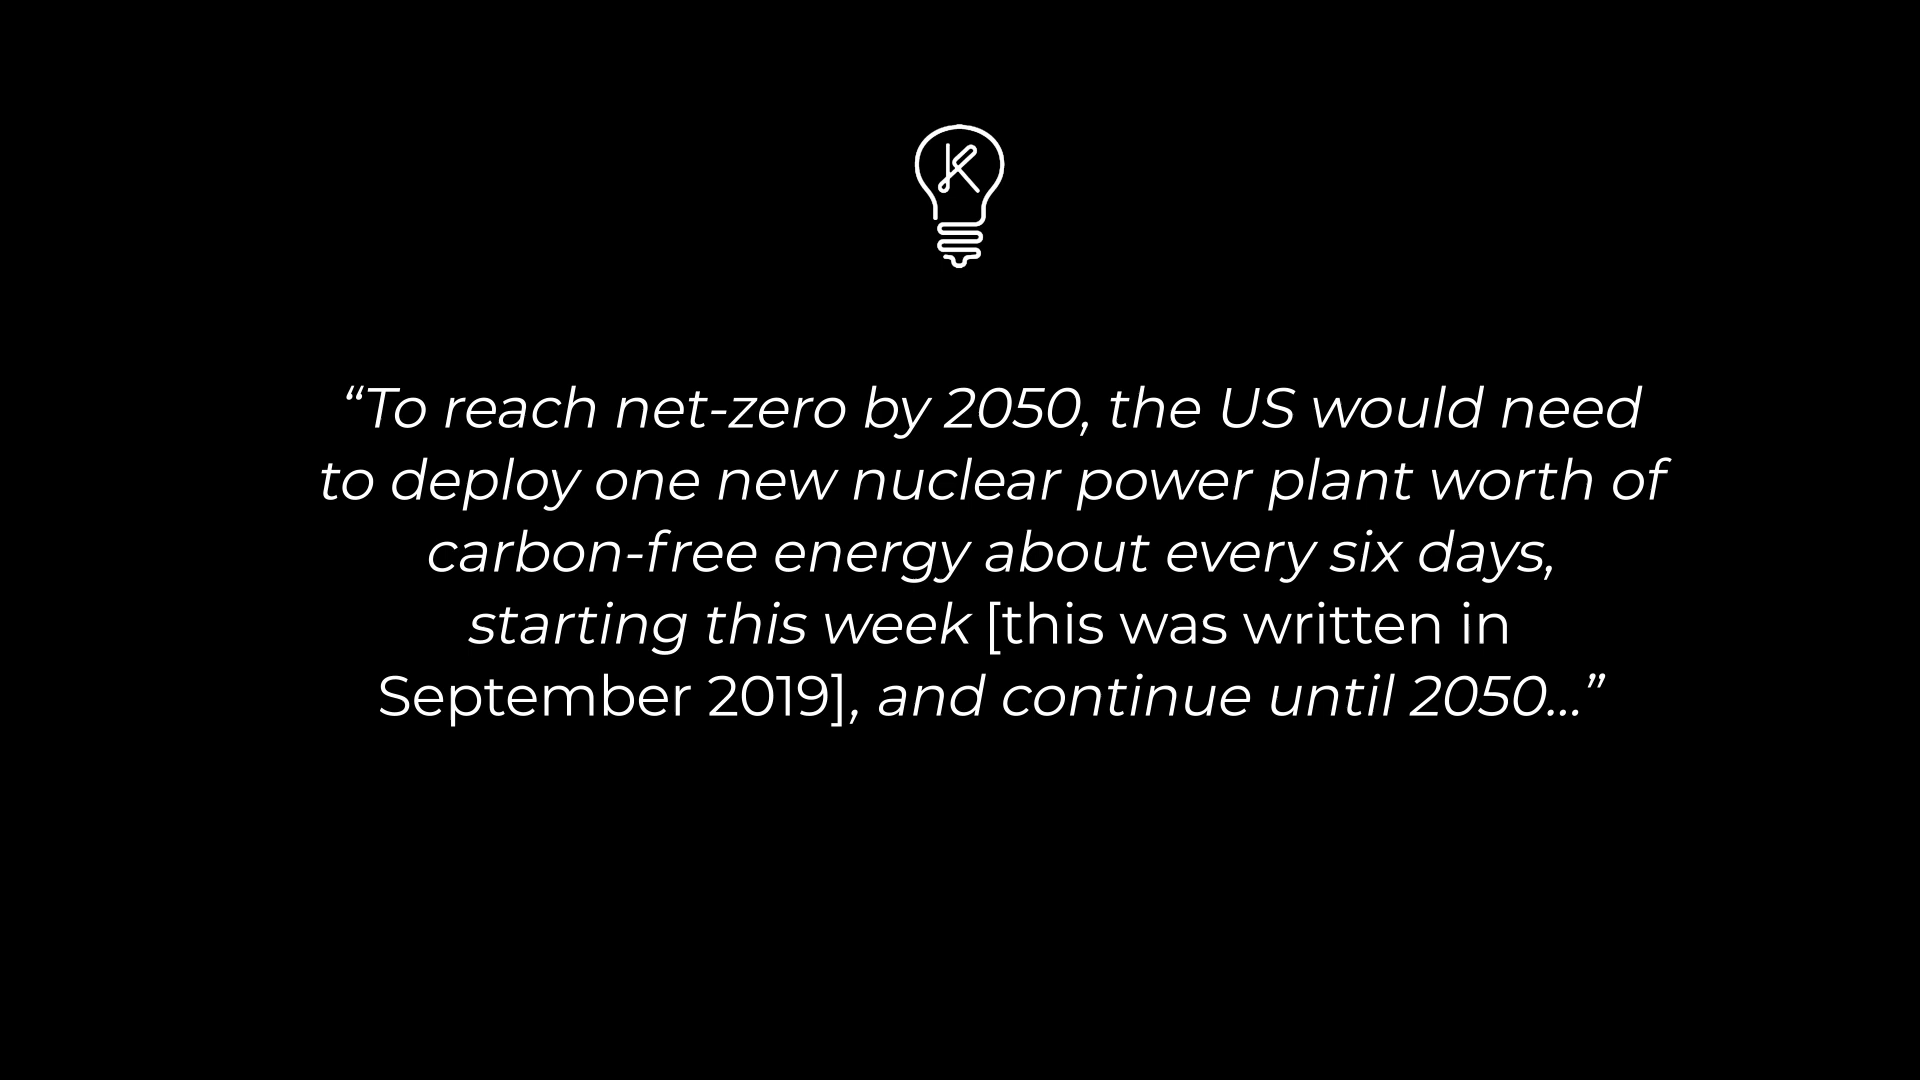 K
“To reach net-zero by 2050, the US would need
to deploy one new nuclear power plant worth of
carbon-free energy about every six days,
starting this week [this was written in
September 2019], and continue until 2050...”